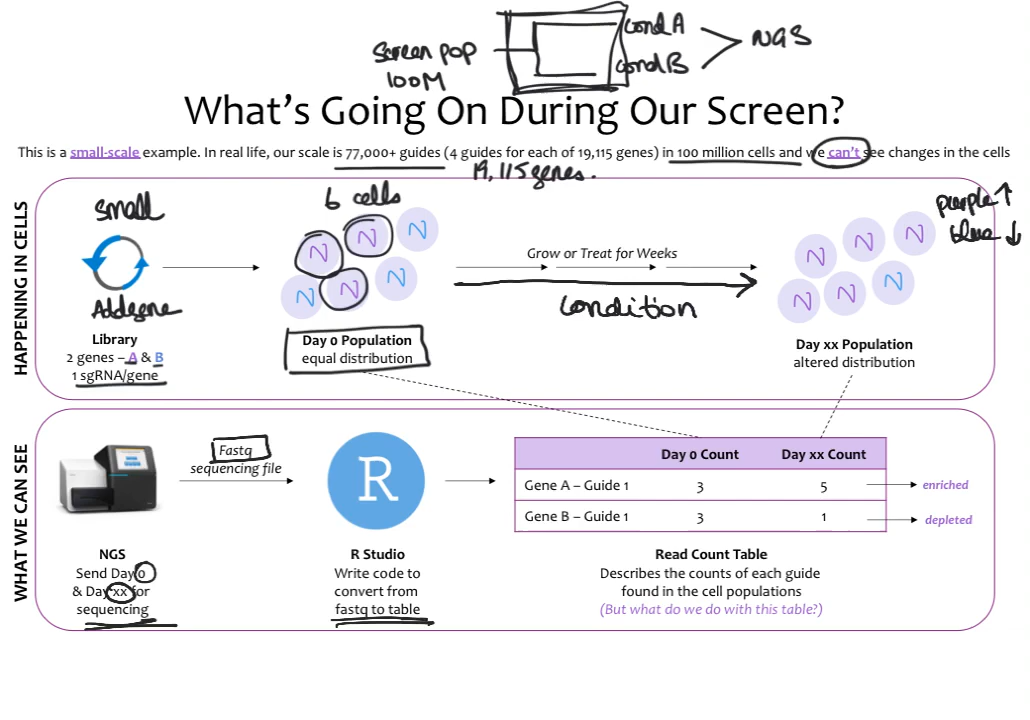 Screen pop
100M
cond A
cond B
NGS
What's Going On During Our Screen?
This is a small-scale example. In real life, our scale is 77,000+ guides (4 guides for each of 19,115 genes) in 100 million cells and we can't see changes in the cells
19,115 genes.
HAPPENING IN CELLS
small
Addgene
Library
2 genes – A & B
1 sgRNA/gene
6 cells
N N N
N N N
Day 0 Population
equal distribution
Grow or Treat for Weeks
condition
purple ↑
blue ↓
N N N
N N N
Day xx Population
altered distribution
WHAT WE CAN SEE
NGS
Send Day 0
& Day xx for
sequencing
Fastq
sequencing file
R
R Studio
Write code to
convert from
fastq to table
Day 0 Count Day xx Count
Gene A – Guide 1 3 5 enriched
Gene B – Guide 1 3 1 depleted
Read Count Table
Describes the counts of each guide
found in the cell populations
(But what do we do with this table?)